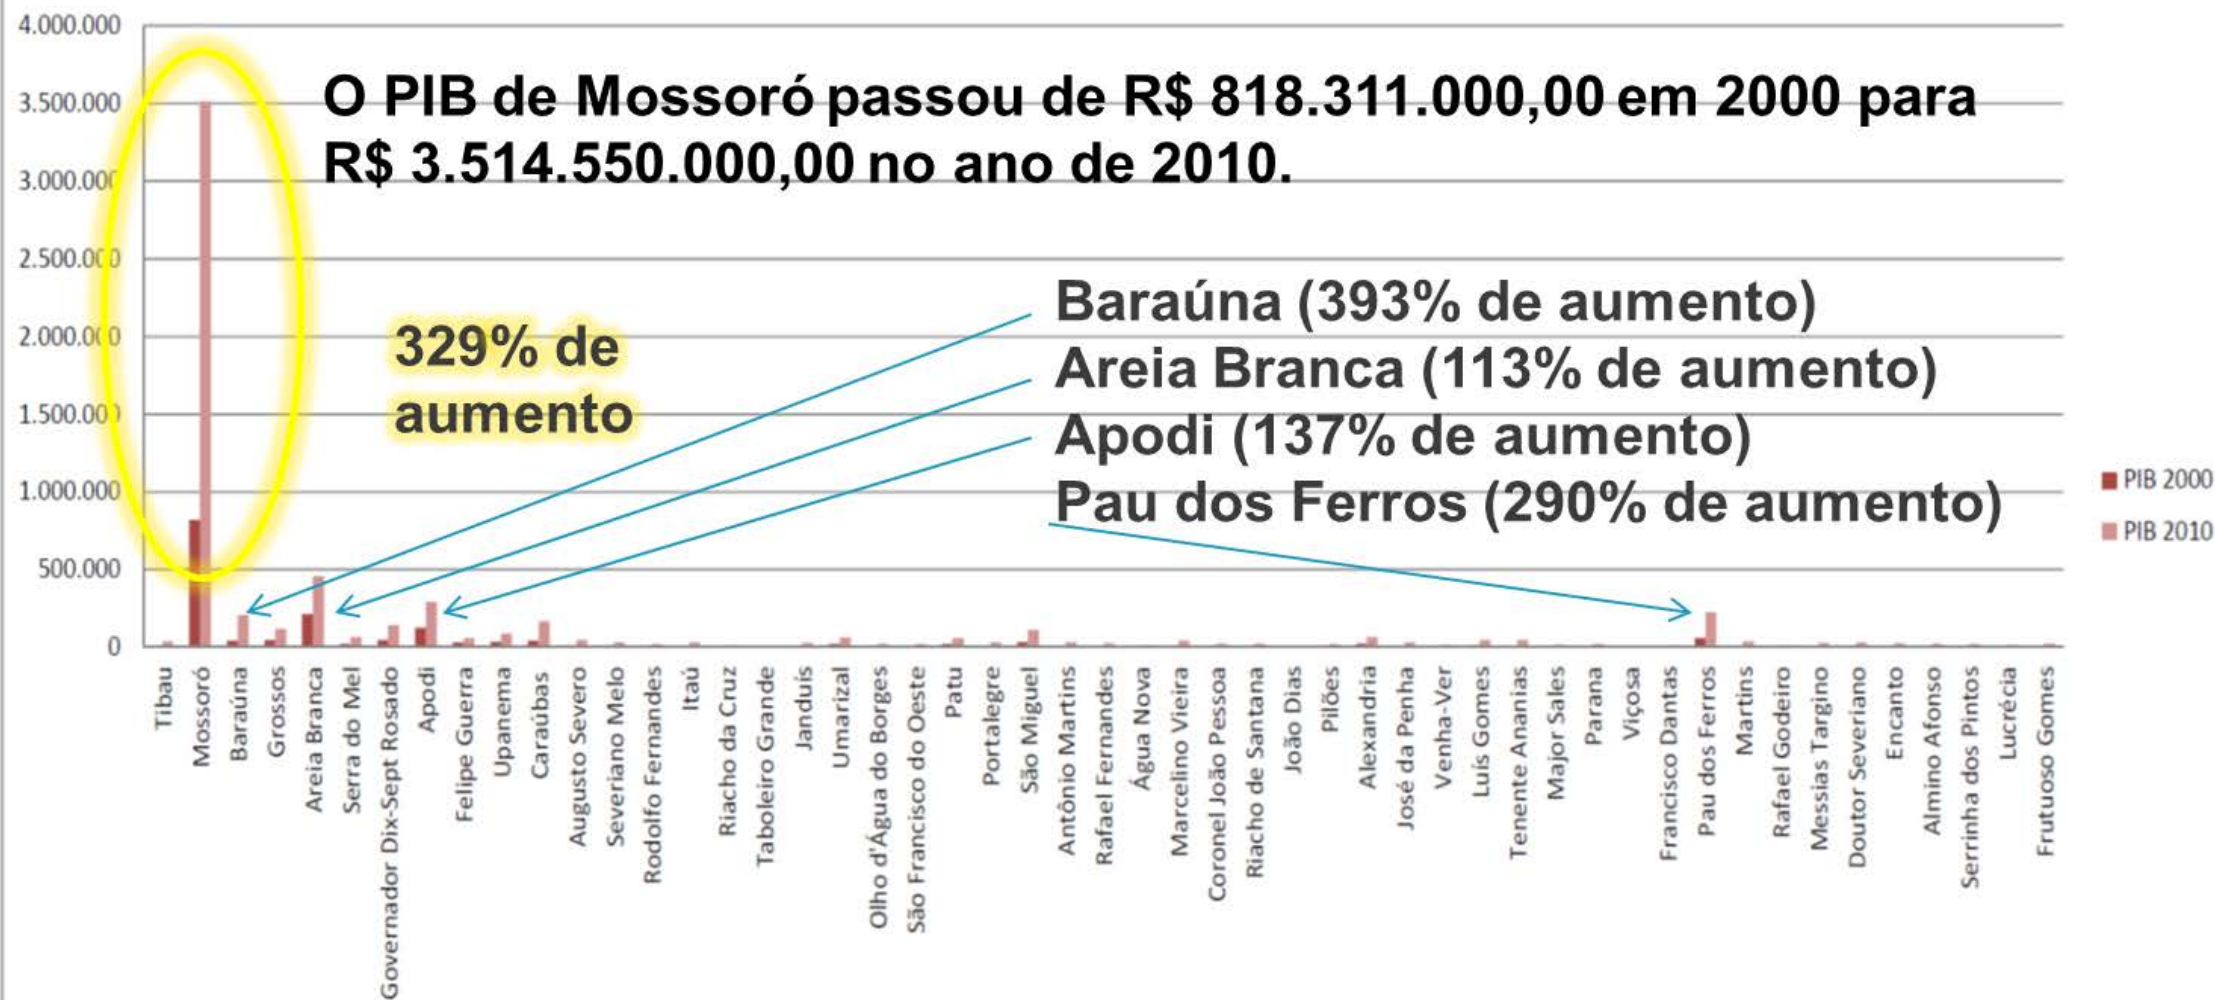 4.000.000
3.500.000
3.000.000
2.500.000
2.000.000
1.500.000
1.000.000
500.000
0
O PIB de Mossoró passou de R$ 818.311.000,00 em 2000 para
R$ 3.514.550.000,00 no ano de 2010.
329% de
aumento
Baraúna (393% de aumento)
Areia Branca (113% de aumento)
Apodi (137% de aumento)
Pau dos Ferros (290% de aumento)
PIB 2000
PIB 2010
Tibau
Mossoró
Baraúna
Grossos
Areia Branca
Serra do Mel
Governador Dix-Sept Rosado
Apodi
Felipe Guerra
Upanema
Caraúbas
Augusto Severo
Severiano Melo
Rodolfo Fernandes
Itaú
Riacho da Cruz
Taboleiro Grande
Janduís
Umarizal
Olho d'Água do Borges
São Francisco do Oeste
Patu
Portalegre
São Miguel
Antônio Martins
Rafael Fernandes
Água Nova
Marcelino Vieira
Coronel João Pessoa
Riacho de Santana
João Dias
Pilões
Alexandria
José da Penha
Venha-Ver
Luís Gomes
Tenente Ananias
Major Sales
Parana
Viçosa
Francisco Dantas
Pau dos Ferros
Martins
Rafael Godeiro
Messias Targino
Doutor Severiano
Encanto
Almino Afonso
Serrinha dos Pintos
Lucrécia
Frutuoso Gomes